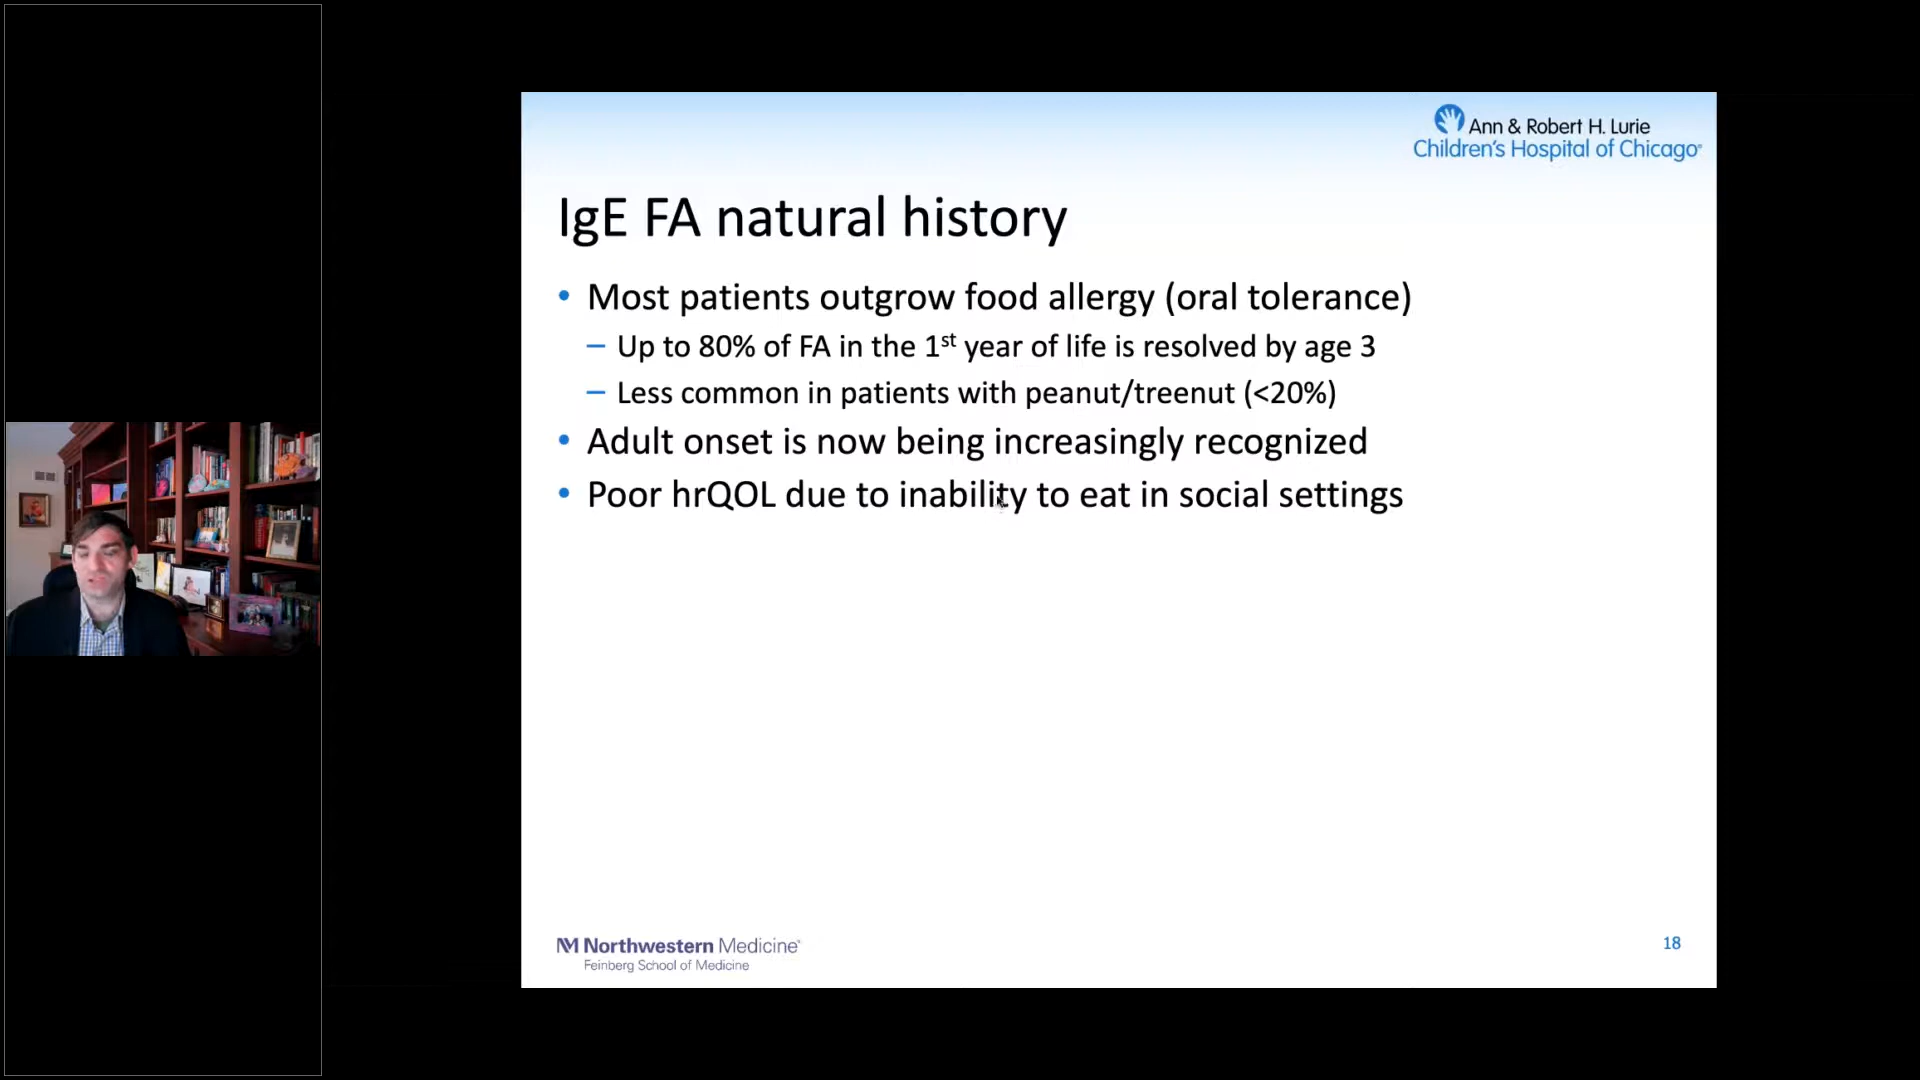 Ann & Robert H. Lurie
Children's Hospital of Chicago®
IgE FA natural history
• Most patients outgrow food allergy (oral tolerance)
– Up to 80% of FA in the 1st year of life is resolved by age 3
– Less common in patients with peanut/treenut (<20%)
• Adult onset is now being increasingly recognized
• Poor hrQOL due to inability to eat in social settings
NM Northwestern Medicine®
Feinberg School of Medicine
18